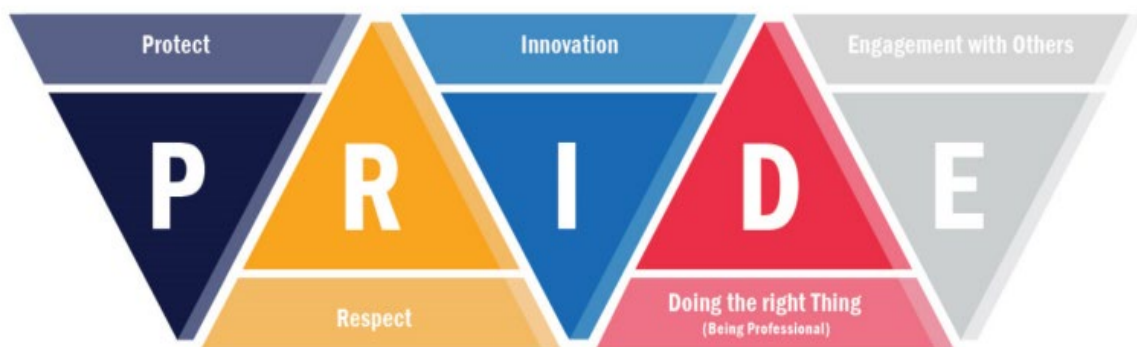 Protect
Innovation
Engagement with Others
P R I D E
Respect
Doing the right Thing
(Being Professional)